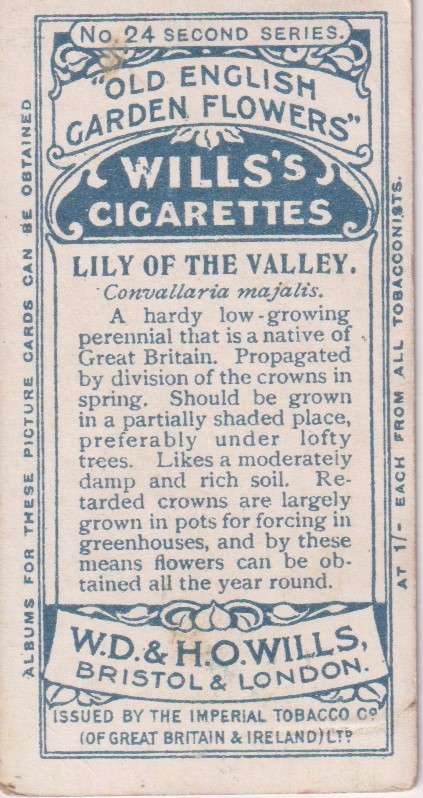 No. 24 SECOND SERIES.
"OLD ENGLISH
GARDEN FLOWERS"
WILLS'S
CIGARETTES
LILY OF THE VALLEY.
Convallaria majalis.
A hardy low-growing
perennial that is a native of
Great Britain. Propagated
by division of the crowns in
spring. Should be grown
in a partially shaded place,
preferably under lofty
trees. Likes a moderately
damp and rich soil. Re-
tarded crowns are largely
grown in pots for forcing in
greenhouses, and by these
means flowers can be ob-
tained all the year round.
W.D. & H.O. WILLS,
BRISTOL & LONDON.
ISSUED BY THE IMPERIAL TOBACCO Co.
(OF GREAT BRITAIN & IRELAND) LTD.
ALBUMS FOR THESE PICTURE CARDS CAN BE OBTAINED
AT 1/- EACH FROM ALL TOBACCONISTS.